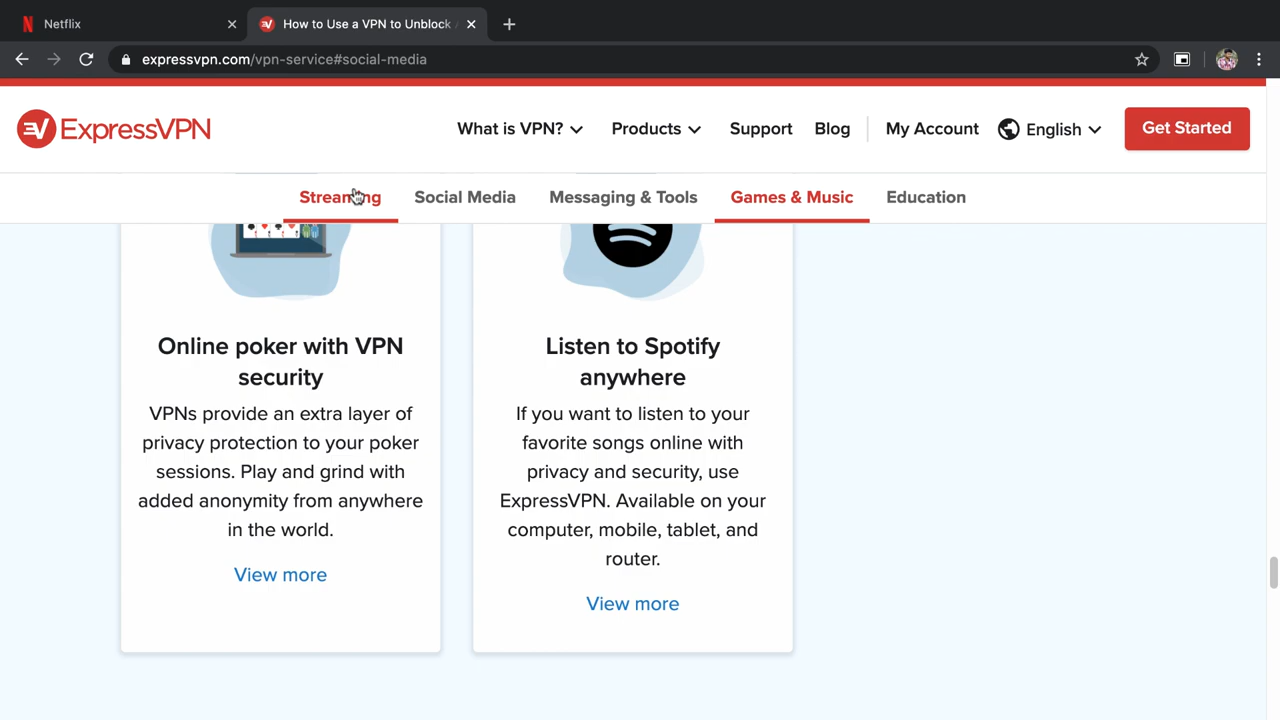 Netflix
How to Use a VPN to Unblock
expressvpn.com/vpn-service#social-media
ExpressVPN
What is VPN?
Products
Support
Blog
My Account
English
Get Started
Streaming
Social Media
Messaging & Tools
Games & Music
Education
Online poker with VPN
security
VPNs provide an extra layer of
privacy protection to your poker
sessions. Play and grind with
added anonymity from anywhere
in the world.
View more
Listen to Spotify
anywhere
If you want to listen to your
favorite songs online with
privacy and security, use
ExpressVPN. Available on your
computer, mobile, tablet, and
router.
View more